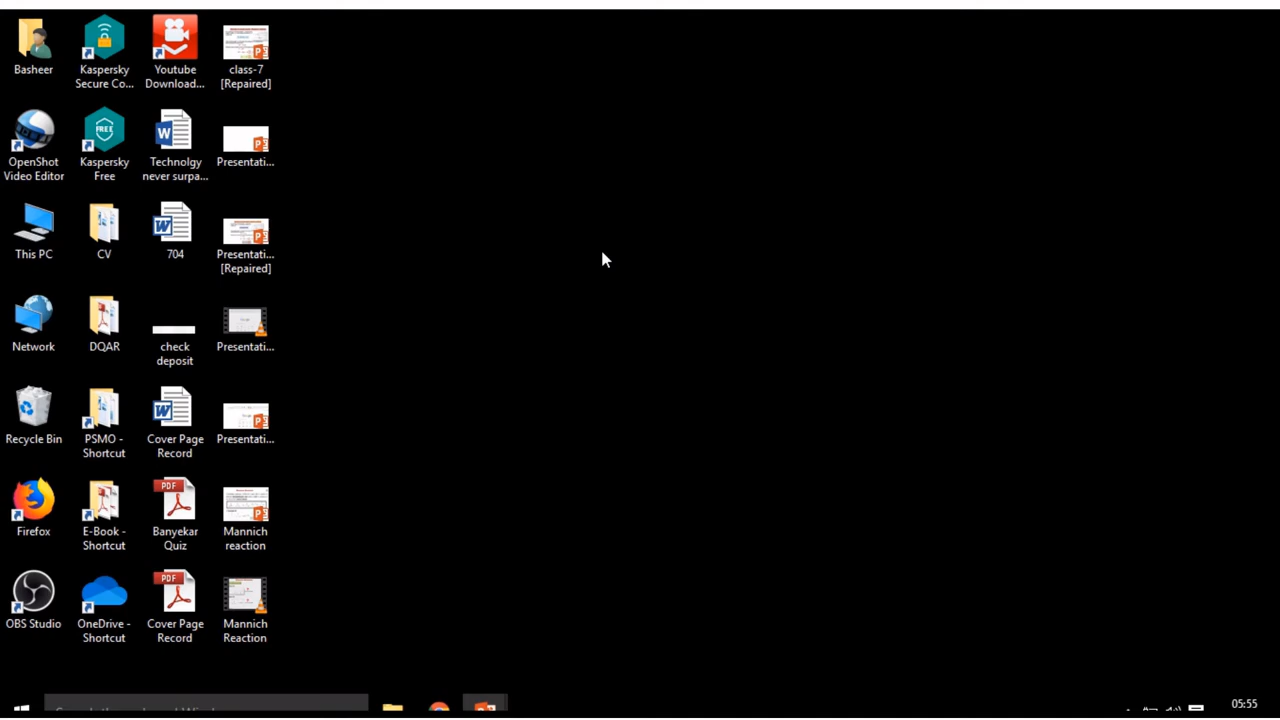 Basheer
Kaspersky
Secure Co...
Youtube
Download...
class-7
[Repaired]
OpenShot
Video Editor
FREE
Kaspersky
Free
Technolgy
never surpa...
Presentati...
This PC
CV
704
Presentati...
[Repaired]
Network
DQAR
check
deposit
Presentati...
Recycle Bin
PSMO -
Shortcut
Cover Page
Record
Presentati...
Firefox
E-Book -
Shortcut
PDF
Banyekar
Quiz
Mannich
reaction
OBS Studio
OneDrive -
Shortcut
PDF
Cover Page
Record
Mannich
Reaction
05:55